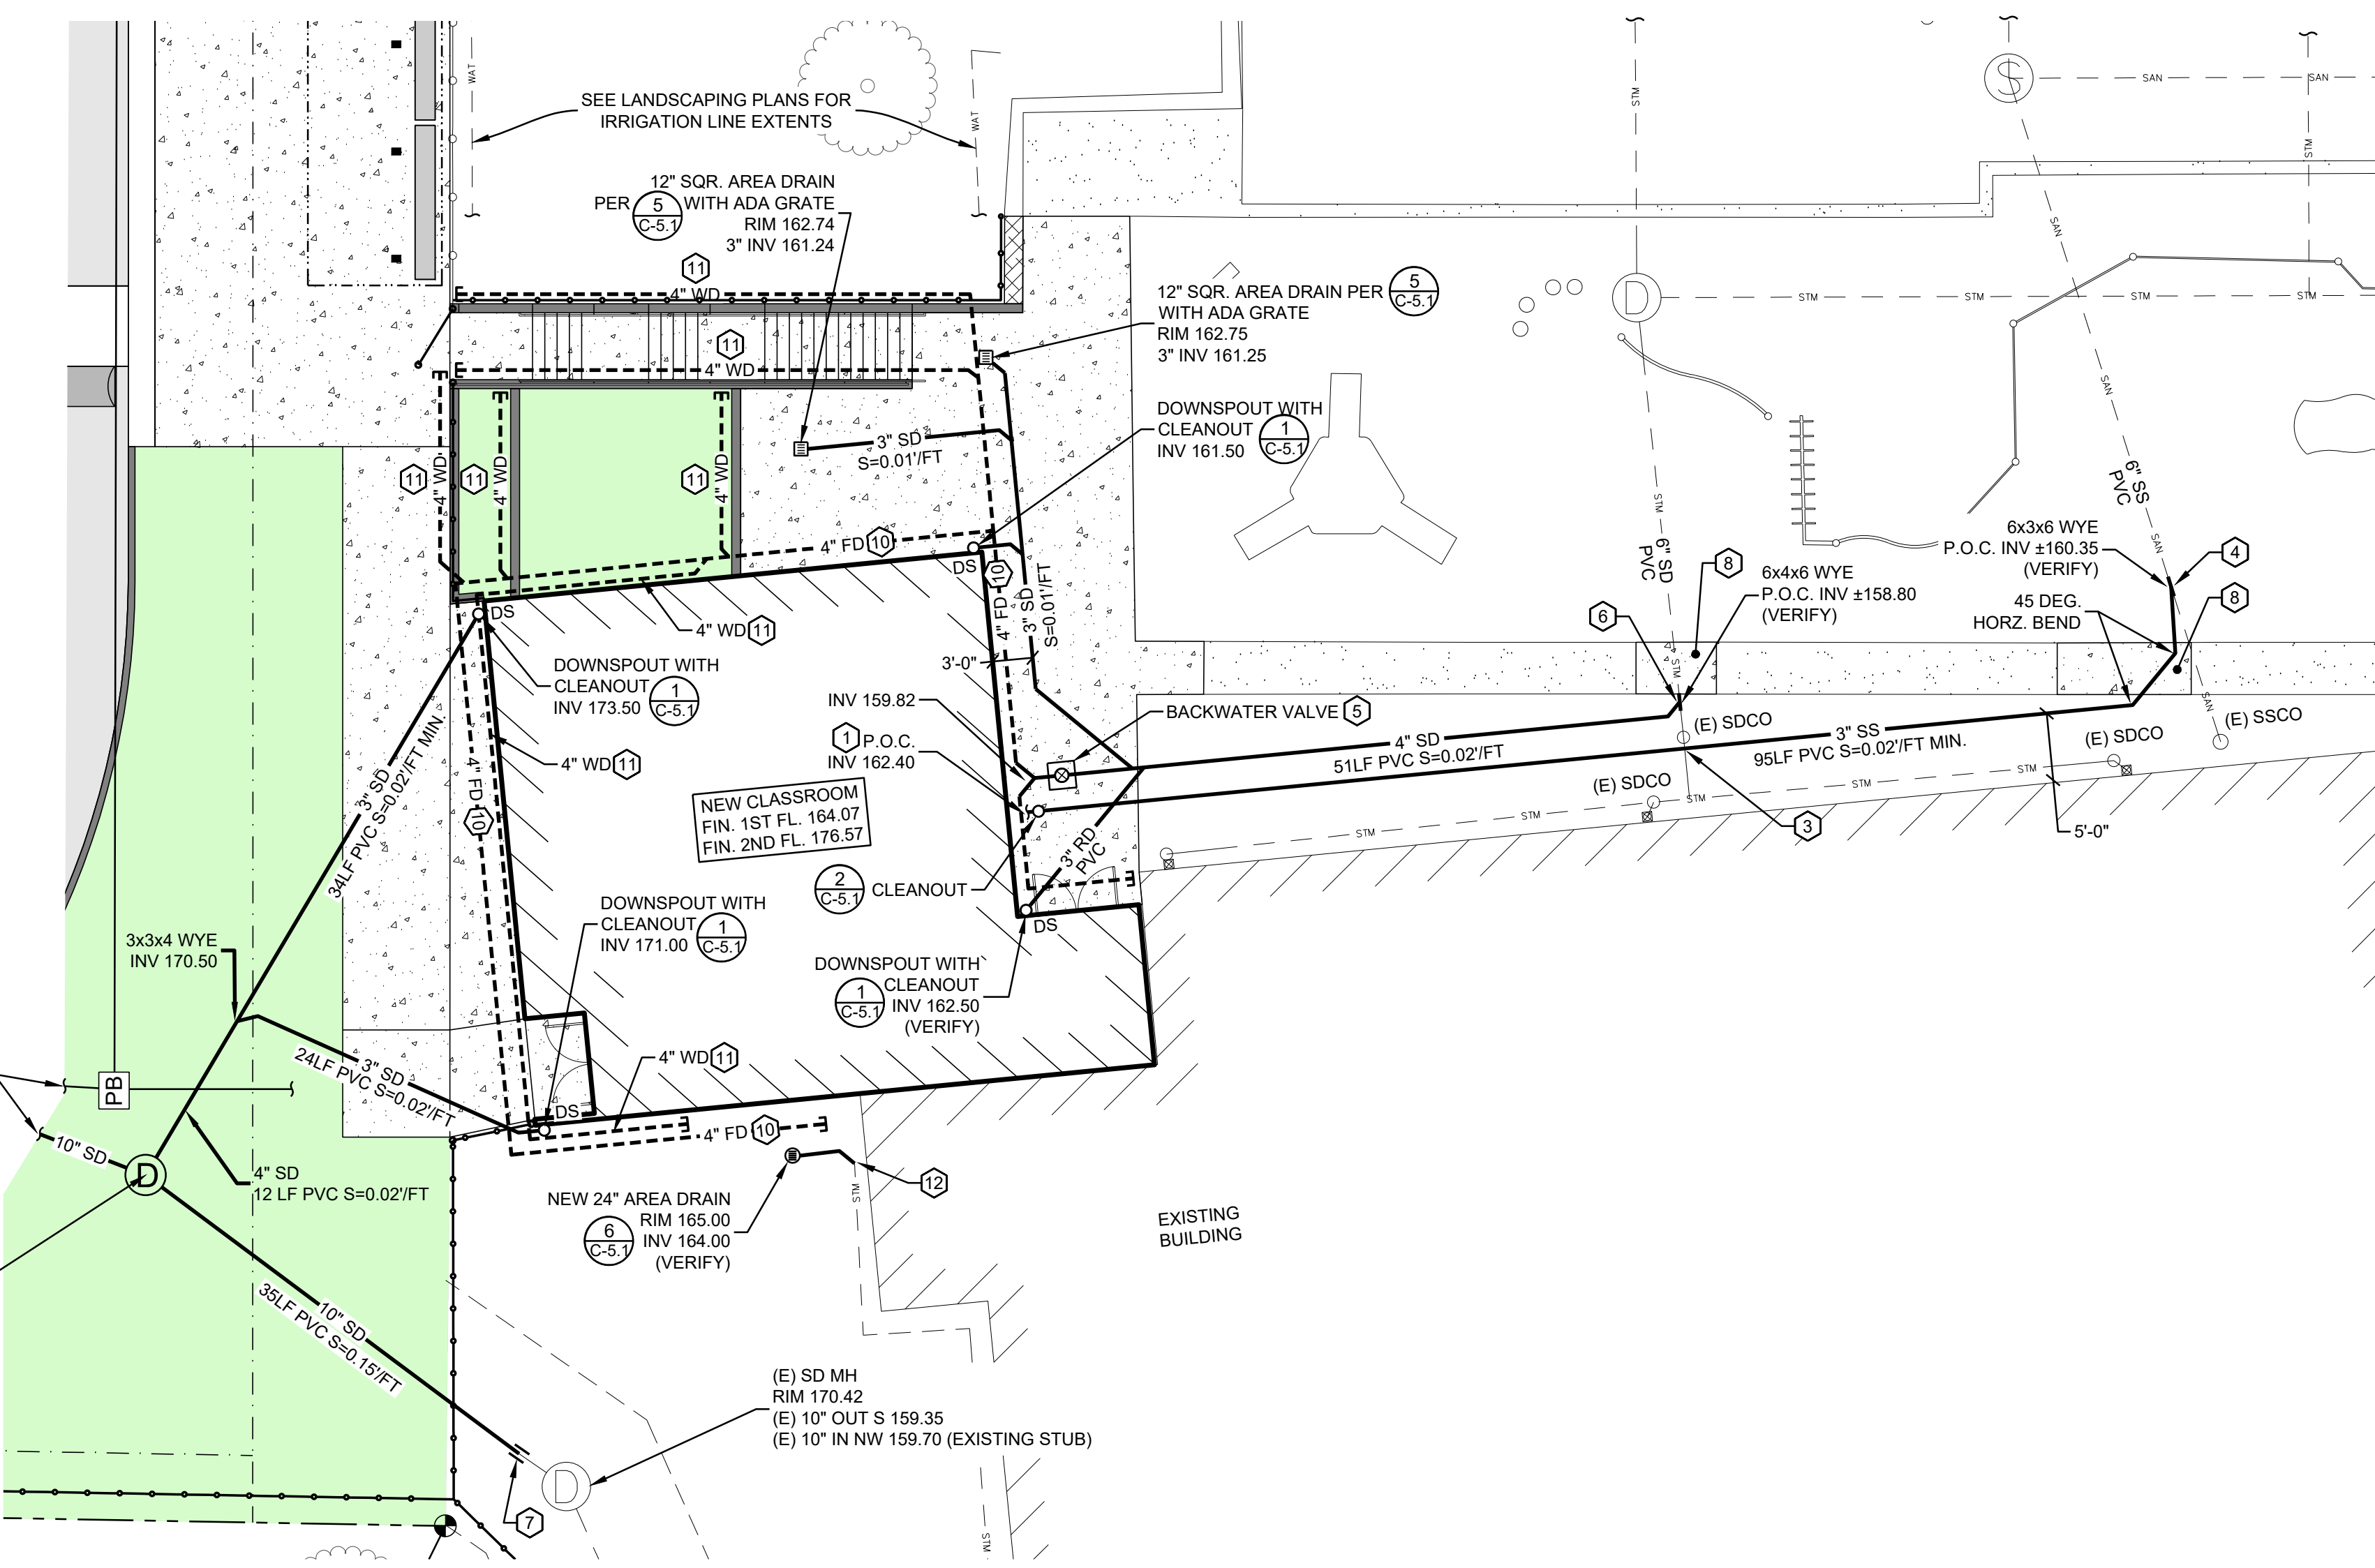 WAT
SEE LANDSCAPING PLANS FOR
IRRIGATION LINE EXTENTS
WAT
STM
S
SAN
SAN
STM
SAN
12" SQR. AREA DRAIN
PER 5 C-5.1 WITH ADA GRATE
RIM 162.74
3" INV 161.24
11
4" WD
11
4" WD
12" SQR. AREA DRAIN PER 5 C-5.1
WITH ADA GRATE
RIM 162.75
3" INV 161.25
D
STM
STM
STM
STM
SAN
DOWNSPOUT WITH
CLEANOUT 1 C-5.1
INV 161.50
3" SD
S=0.01'/FT
11
4" WD
11
4" WD
11
4" WD
4" FD 10
DS
10
4" FD
3" SD
S=0.01'/FT
3'-0"
STM
6" SD
PVC
STM
6" SS
PVC
SAN
6x3x6 WYE
P.O.C. INV ±160.35
(VERIFY)
4
8
6x4x6 WYE
P.O.C. INV ±158.80
(VERIFY)
6
45 DEG.
HORZ. BEND
8
SAN
DS
4" WD 11
DOWNSPOUT WITH
CLEANOUT 1 C-5.1
INV 173.50
4" WD 11
4" FD
10
3" SD
34LF PVC S=0.02'/FT MIN.
INV 159.82
1 P.O.C.
INV 162.40
BACKWATER VALVE 5
4" SD
51LF PVC S=0.02'/FT
(E) SDCO
3" SS
95LF PVC S=0.02'/FT MIN.
(E) SDCO
(E) SSCO
(E) SDCO
STM
STM
STM
STM
STM
3
5'-0"
NEW CLASSROOM
FIN. 1ST FL. 164.07
FIN. 2ND FL. 176.57
2 C-5.1 CLEANOUT
3" RD
PVC
DS
DOWNSPOUT WITH
CLEANOUT 1 C-5.1
INV 171.00
DOWNSPOUT WITH
1 C-5.1 CLEANOUT
INV 162.50
(VERIFY)
3x3x4 WYE
INV 170.50
3" SD
24LF PVC S=0.02'/FT
PB
4" WD 11
DS
4" FD 10
10" SD
D
4" SD
12 LF PVC S=0.02'/FT
NEW 24" AREA DRAIN
6 C-5.1 RIM 165.00
INV 164.00
(VERIFY)
12
STM
EXISTING
BUILDING
10" SD
35LF PVC S=0.15'/FT
(E) SD MH
RIM 170.42
(E) 10" OUT S 159.35
(E) 10" IN NW 159.70 (EXISTING STUB)
D
7
STM